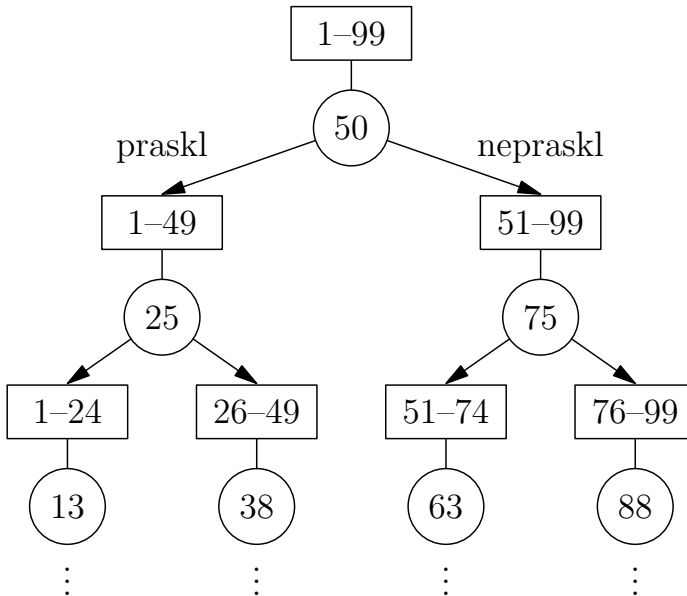 1–99
50
praskl nepraskl
1–49 51–99
25 75
1–24 26–49 51–74 76–99
13 38 63 88
⋮ ⋮ ⋮ ⋮